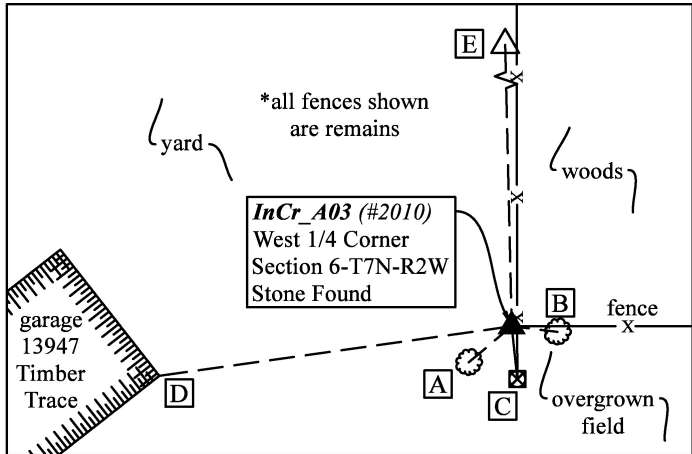 E
*all fences shown
are remains
yard
woods
InCr_A03 (#2010)
West 1/4 Corner
Section 6-T7N-R2W
Stone Found
B
fence
X
X
X
X
garage
13947
Timber
Trace
D
A
C
overgrown
field